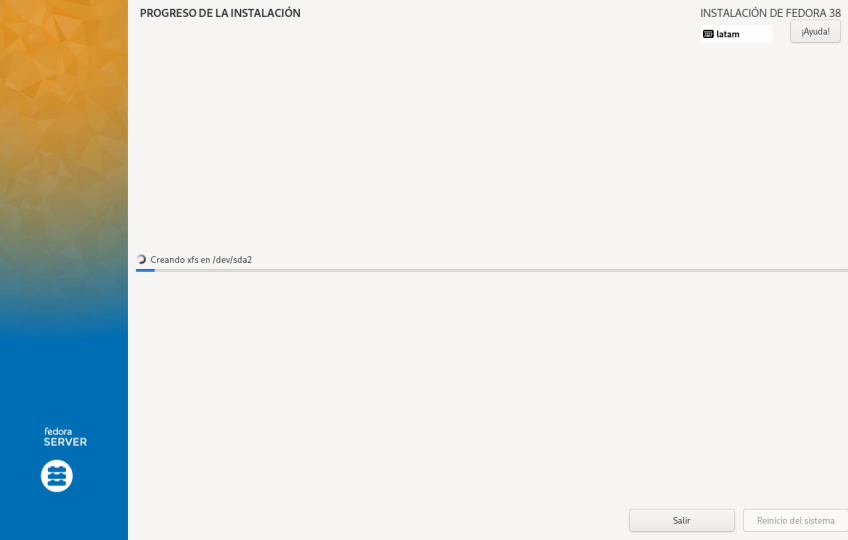 PROGRESO DE LA INSTALACIÓN
INSTALACIÓN DE FEDORA 38
latam
¡Ayuda!
Creando xfs en /dev/sda2
fedora
SERVER
Salir
Reinicio del sistema